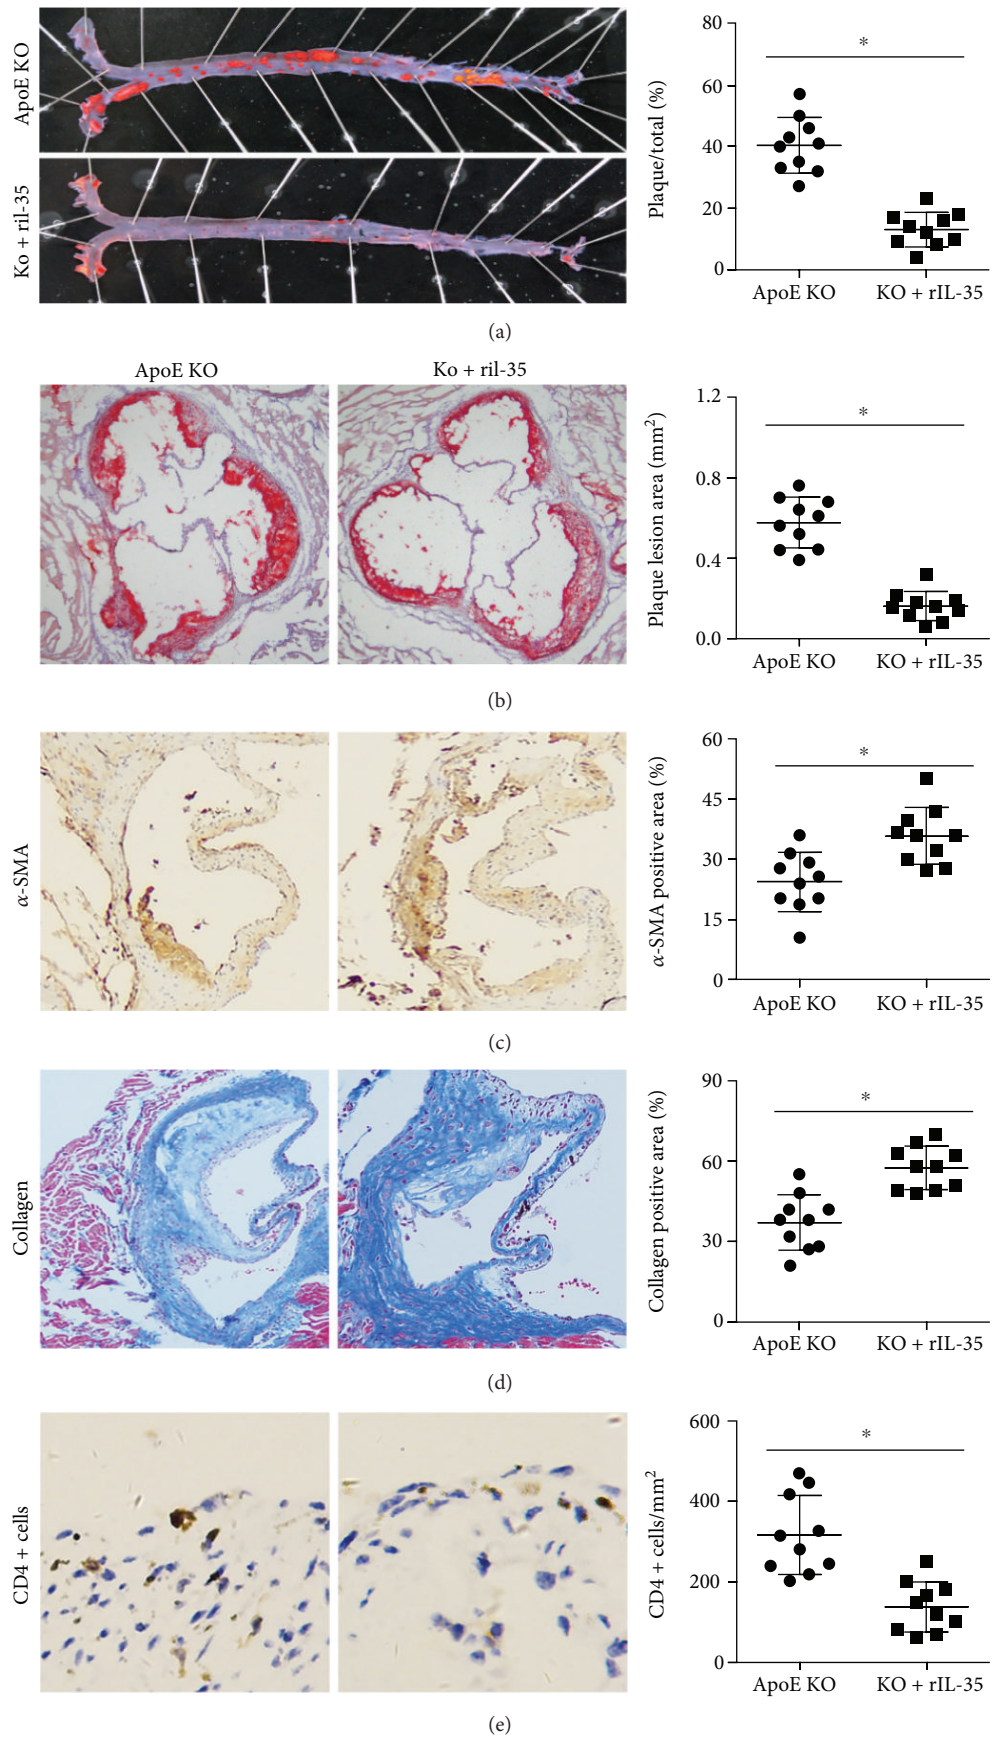 ApoE KO
Ko + ril-35
Plaque/total (%)
80
60
40
20
0
*
ApoE KO
KO + rIL-35
(a)
ApoE KO
Ko + ril-35
Plaque lesion area (mm²)
1.2
0.8
0.4
0.0
*
ApoE KO
KO + rIL-35
(b)
α-SMA
α-SMA positive area (%)
60
45
30
15
0
*
ApoE KO
KO + rIL-35
(c)
Collagen
Collagen positive area (%)
90
60
30
0
*
ApoE KO
KO + rIL-35
(d)
CD4 + cells
CD4 + cells/mm²
600
400
200
0
*
ApoE KO
KO + rIL-35
(e)